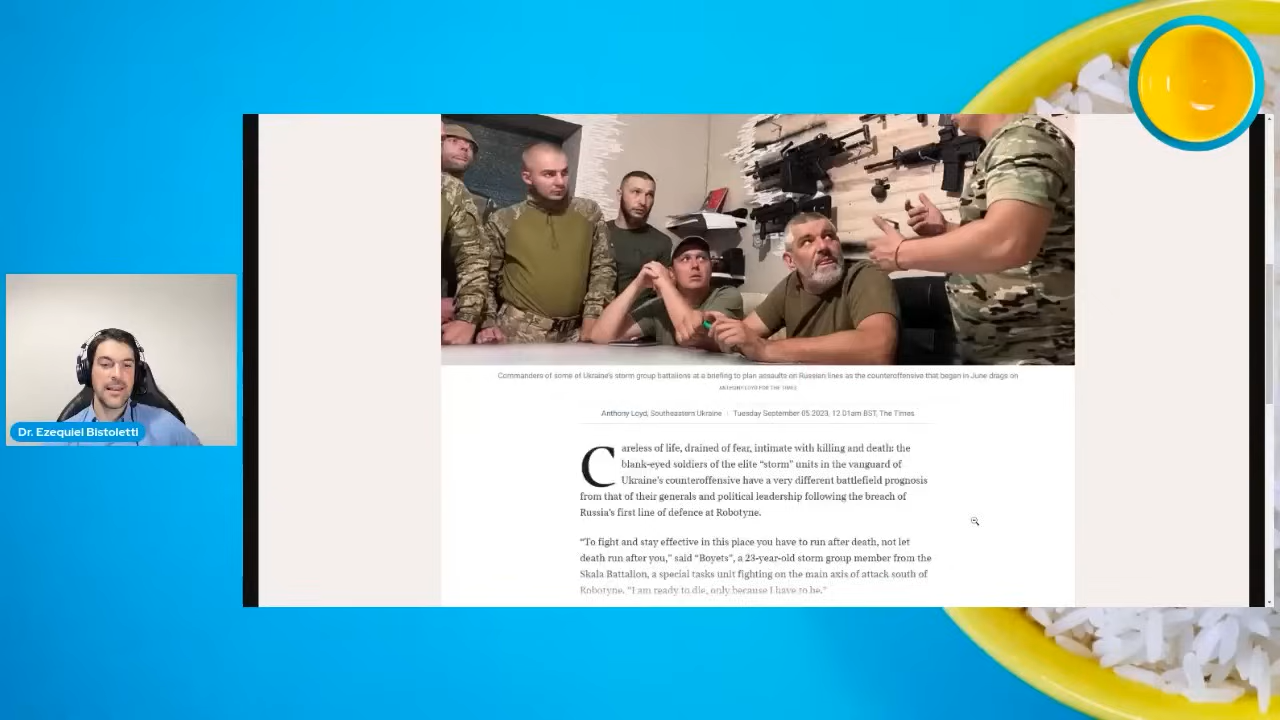 Commanders of some of Ukraine's storm group battalions at a briefing to plan assaults on Russian lines as the counteroffensive that began in June drags on
ANTHONY LOYD FOR THE TIMES
Anthony Loyd, Southeastern Ukraine | Tuesday September 05 2023, 12.01am BST, The Times
Careless of life, drained of fear, intimate with killing and death: the
blank-eyed soldiers of the elite “storm” units in the vanguard of
Ukraine's counteroffensive have a very different battlefield prognosis
from that of their generals and political leadership following the breach of
Russia's first line of defence at Robotyne.
“To fight and stay effective in this place you have to run after death, not let
death run after you,” said “Boyets”, a 23-year-old storm group member from the
Skala Battalion, a special tasks unit fighting on the main axis of attack south of
Robotyne. “I am ready to die, only because I have to be.”
Dr. Ezequiel Bistoletti